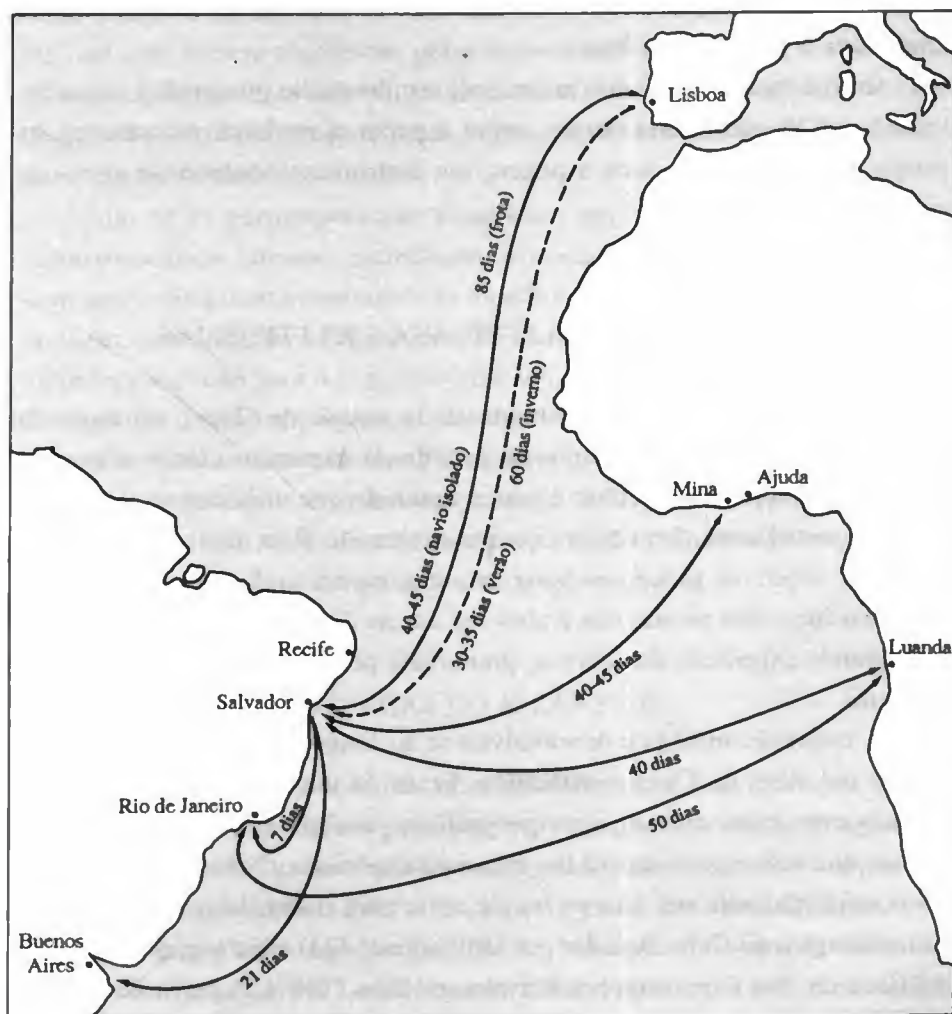 Lisboa
85 dias (frota)
60 dias (inverno)
40-45 dias (navio isolado)
30-35 dias (verão)
Mina
Ajuda
Recife
Salvador
Luanda
40-45 dias
40 dias
50 dias
Rio de Janeiro
7 dias
Buenos
Aires
21 dias